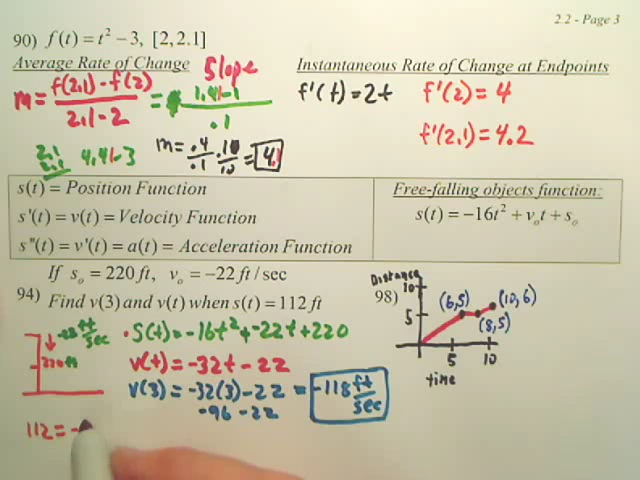 2.2 - Page 3
90) f(t) = t² − 3, [2, 2.1]
Average Rate of Change
Slope
m = f(2.1) - f(2) / 2.1 - 2 = 1.41 - 1 / .1
2.1
2.1
4.41 - 3
m = .4/.1 · 10/10 = 4.1
Instantaneous Rate of Change at Endpoints
f'(t) = 2t
f'(2) = 4
f'(2.1) = 4.2
s(t) = Position Function
s'(t) = v(t) = Velocity Function
s''(t) = v'(t) = a(t) = Acceleration Function
Free-falling objects function:
s(t) = −16t² + v₀t + s₀
If s₀ = 220 ft, v₀ = −22 ft / sec
94) Find v(3) and v(t) when s(t) = 112 ft
-22 ft/sec
220 ft
· s(t) = -16t² + -22t + 220
v(t) = -32t - 22
v(3) = -32(3) - 22 = -118 ft/sec
-96 - 22
112 = -
98)
Distance
10
5
(6,5)
(10,6)
(8,5)
5
10
time